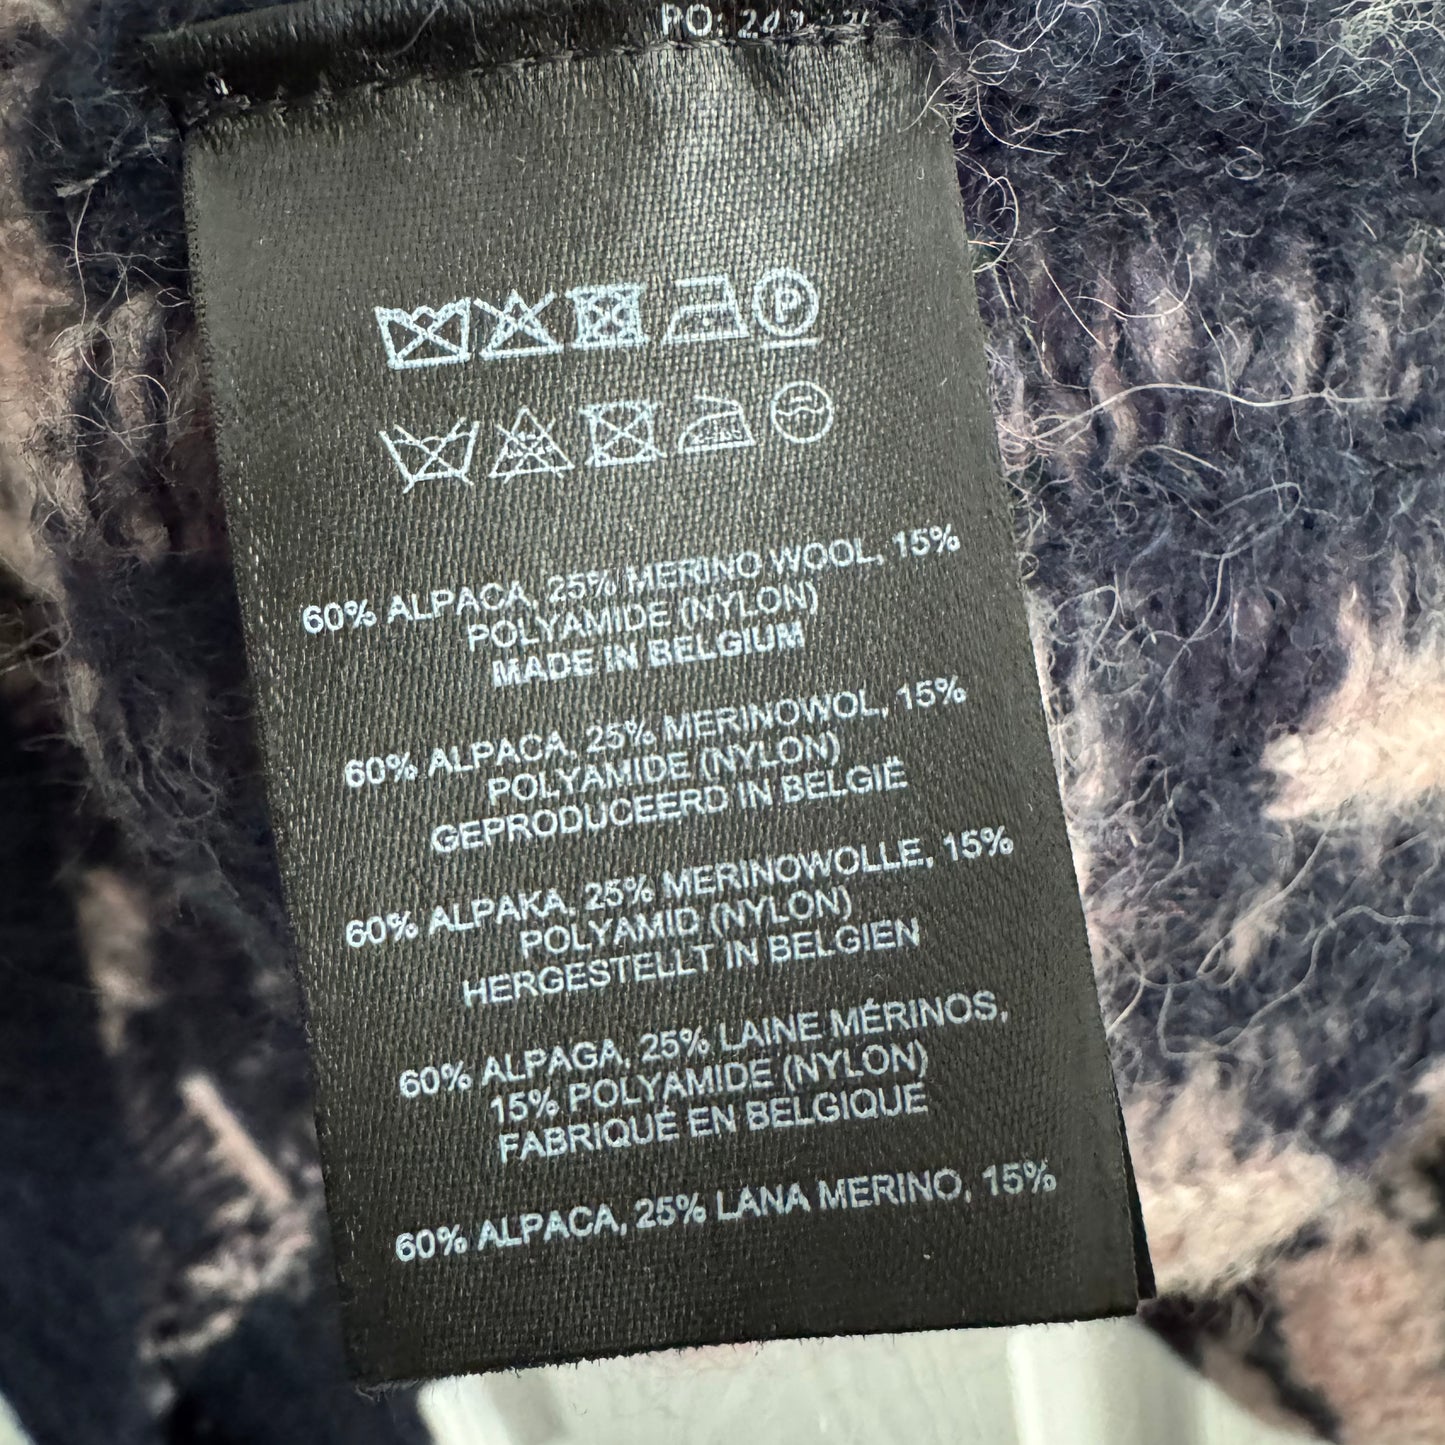 PO:
P
60% ALPACA, 25% MERINO WOOL, 15%
POLYAMIDE (NYLON)
MADE IN BELGIUM
60% ALPACA, 25% MERINOWOL, 15%
POLYAMIDE (NYLON)
GEPRODUCEERD IN BELGIË
60% ALPAKA, 25% MERINOWOLLE, 15%
POLYAMID (NYLON)
HERGESTELLT IN BELGIEN
60% ALPAGA, 25% LAINE MÉRINOS,
15% POLYAMIDE (NYLON)
FABRIQUÉ EN BELGIQUE
60% ALPACA, 25% LANA MERINO, 15%